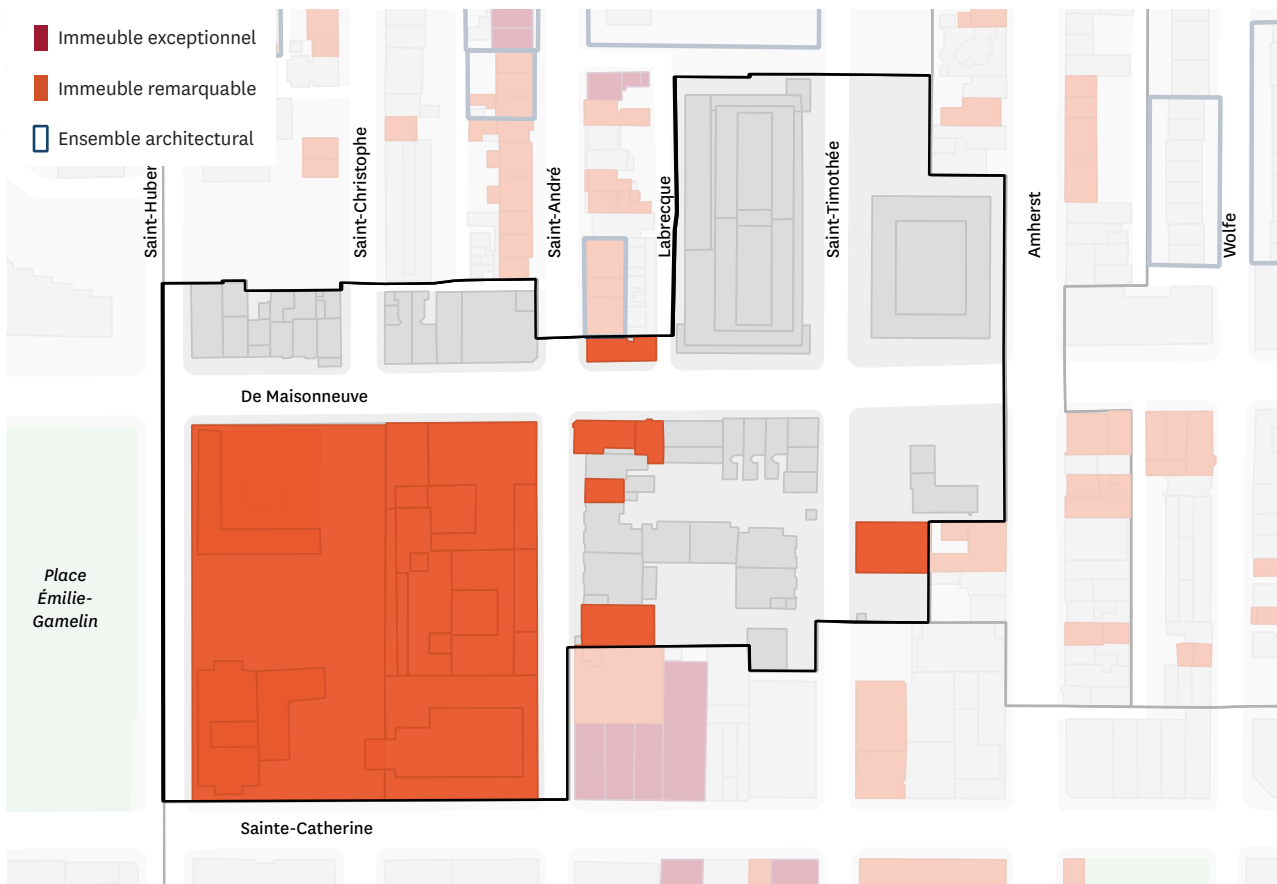 Immeuble exceptionnel
Immeuble remarquable
Ensemble architectural
Saint-Huber
Saint-Christophe
Saint-André
Labrecque
Saint-Timothée
Amherst
Wolfe
De Maisonneuve
Place
Émilie-
Gamelin
Sainte-Catherine